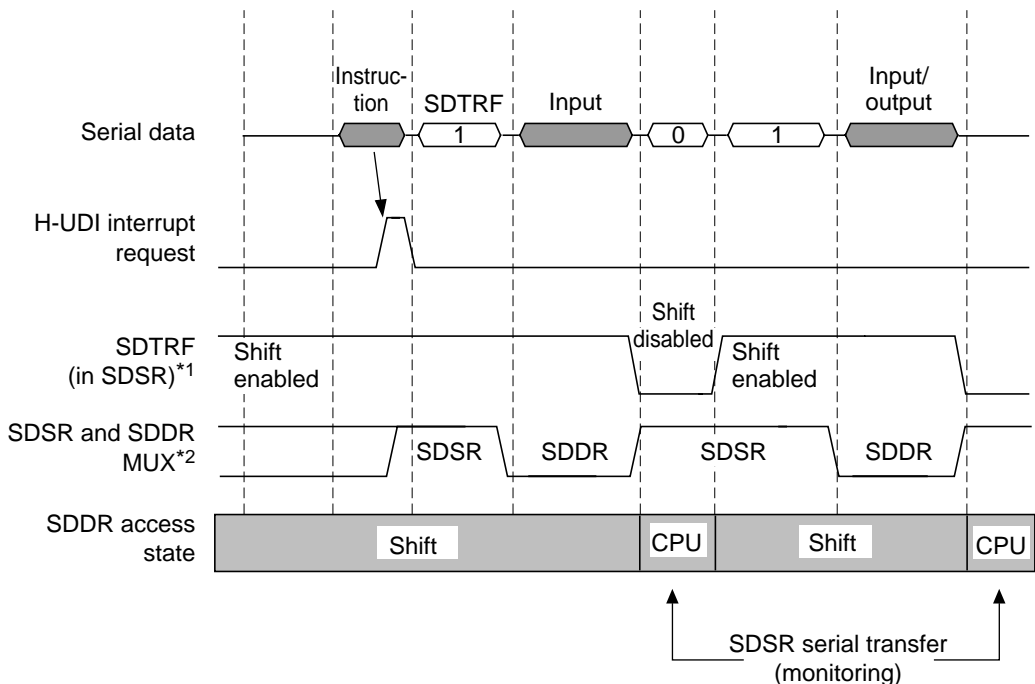 Instruc-
tion
SDTRF
Input
Input/
output
Serial data
1
0
1
H-UDI interrupt
request
Shift
disabled
SDTRF
(in SDSR)*1
Shift
enabled
Shift
enabled
SDSR and SDDR
MUX*2
SDSR
SDDR
SDSR
SDDR
SDDR access
state
Shift
CPU
Shift
CPU
SDSR serial transfer
(monitoring)